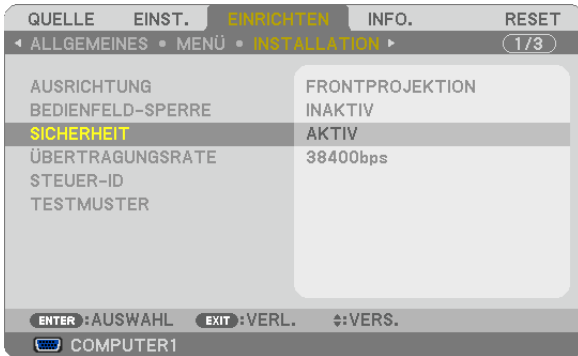 QUELLE EINST. EINRICHTEN INFO. RESET
ALLGEMEINES • MENÜ • INSTALLATION 1/3
AUSRICHTUNG FRONTPROJEKTION
BEDIENFELD-SPERRE INAKTIV
SICHERHEIT AKTIV
ÜBERTRAGUNGSRATE 38400bps
STEUER-ID
TESTMUSTER
ENTER :AUSWAHL EXIT :VERL. :VERS.
COMPUTER1